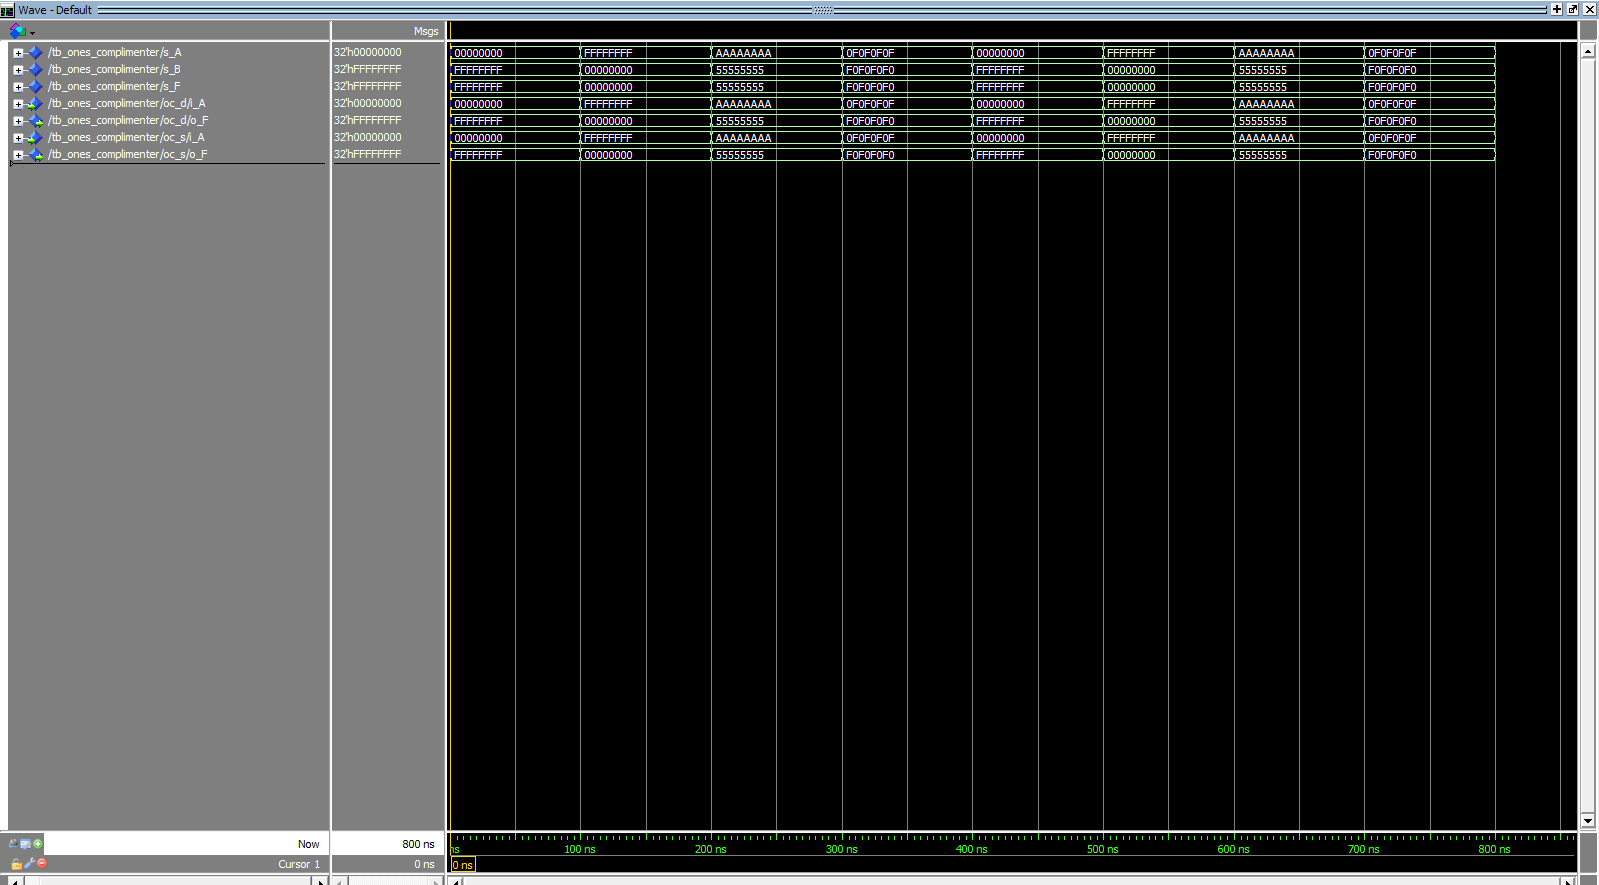 Wave - Default
Msgs
/tb_ones_complimenter/s_A 32'h00000000 00000000 FFFFFFFF AAAAAAAA 0F0F0F0F 00000000 FFFFFFFF AAAAAAAA 0F0F0F0F
/tb_ones_complimenter/s_B 32'hFFFFFFFF FFFFFFFF 00000000 55555555 F0F0F0F0 FFFFFFFF 00000000 55555555 F0F0F0F0
/tb_ones_complimenter/s_F 32'hFFFFFFFF FFFFFFFF 00000000 55555555 F0F0F0F0 FFFFFFFF 00000000 55555555 F0F0F0F0
/tb_ones_complimenter/oc_d/i_A 32'h00000000 00000000 FFFFFFFF AAAAAAAA 0F0F0F0F 00000000 FFFFFFFF AAAAAAAA 0F0F0F0F
/tb_ones_complimenter/oc_d/o_F 32'hFFFFFFFF FFFFFFFF 00000000 55555555 F0F0F0F0 FFFFFFFF 00000000 55555555 F0F0F0F0
/tb_ones_complimenter/oc_s/i_A 32'h00000000 00000000 FFFFFFFF AAAAAAAA 0F0F0F0F 00000000 FFFFFFFF AAAAAAAA 0F0F0F0F
/tb_ones_complimenter/oc_s/o_F 32'hFFFFFFFF FFFFFFFF 00000000 55555555 F0F0F0F0 FFFFFFFF 00000000 55555555 F0F0F0F0
Now 800 ns ns 100 ns 200 ns 300 ns 400 ns 500 ns 600 ns 700 ns 800 ns
Cursor 1 0 ns 0 ns